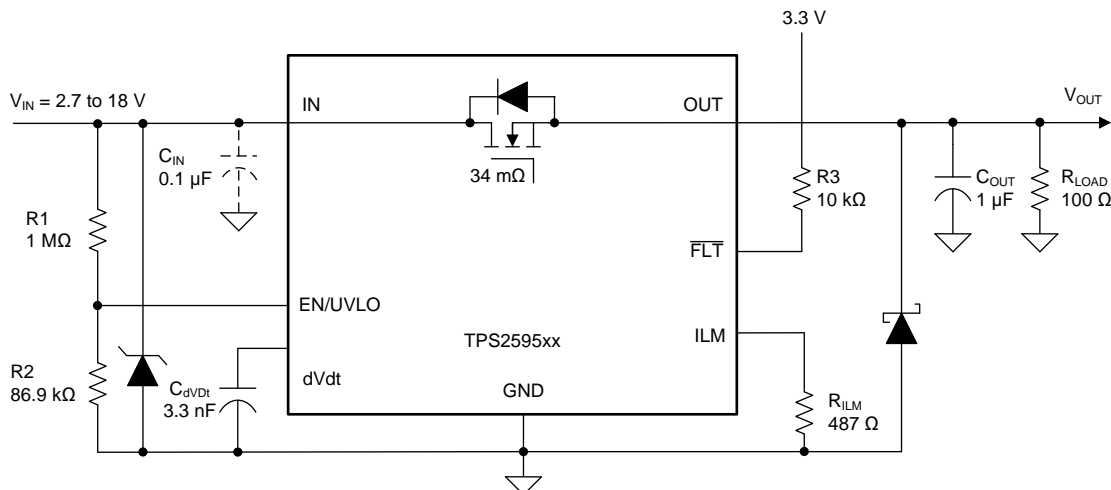 3.3 V
V_IN = 2.7 to 18 V
IN
OUT
V_OUT
C_IN
0.1 µF
34 mΩ
R3
10 kΩ
C_OUT
1 µF
R_LOAD
100 Ω
R1
1 MΩ
FLT
EN/UVLO
TPS2595xx
ILM
R2
86.9 kΩ
C_dVDt
3.3 nF
dVdt
GND
R_ILM
487 Ω